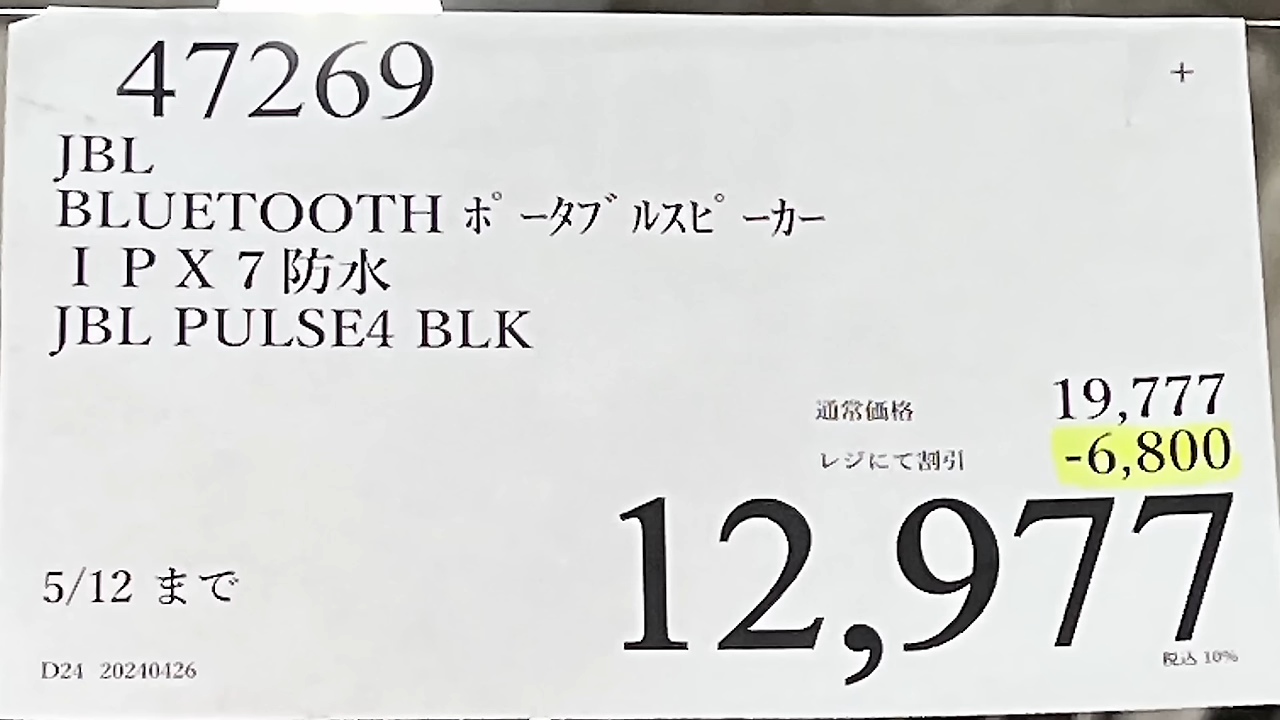 47269
+
JBL
BLUETOOTH ﾎﾟｰﾀﾌﾞﾙｽﾋﾟｰｶｰ
ＩＰＸ７防水
JBL PULSE4 BLK
通常価格 19,777
レジにて割引 -6,800
12,977
5/12 まで
税込 10%
D24 20240426